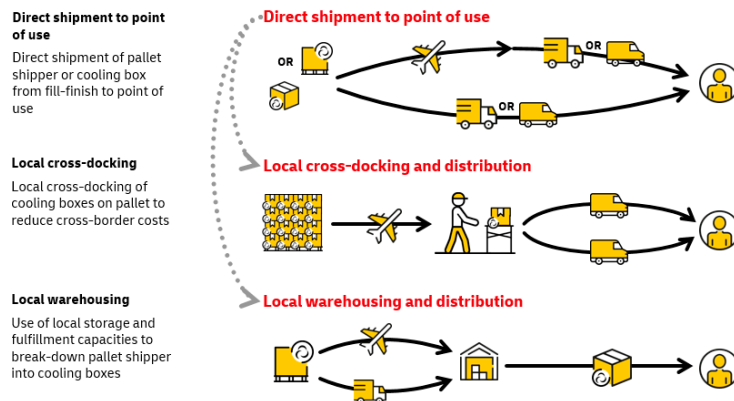 Direct shipment to point
of use
Direct shipment of pallet
shipper or cooling box
from fill-finish to point of
use
Direct shipment to point of use
OR
OR
OR
Local cross-docking
Local cross-docking of
cooling boxes on pallet to
reduce cross-border costs
Local cross-docking and distribution
Local warehousing
Use of local storage and
fulfillment capacities to
break-down pallet shipper
into cooling boxes
Local warehousing and distribution